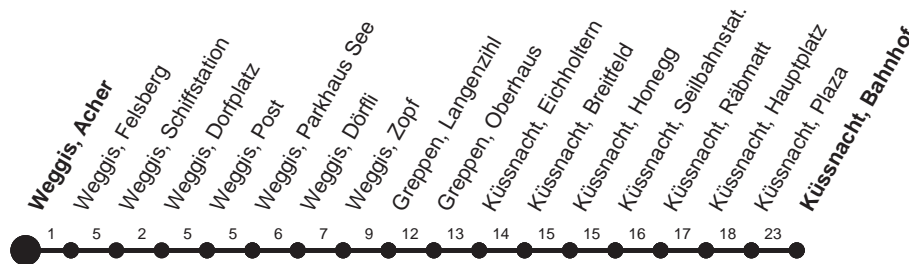 Weggis, Acher
Weggis, Felsberg
Weggis, Schiffstation
Weggis, Dorfplatz
Weggis, Post
Weggis, Parkhaus See
Weggis, Dörfli
Weggis, Zopf
Greppen, Langenzihl
Greppen, Oberhaus
Küssnacht, Eichholtern
Küssnacht, Breitfeld
Küssnacht, Honegg
Küssnacht, Seilbahnstat.
Küssnacht, Räbmatt
Küssnacht, Hauptplatz
Küssnacht, Plaza
Küssnacht, Bahnhof
1 5 2 5 5 6 7 9 12 13 14 15 15 16 17 18 23